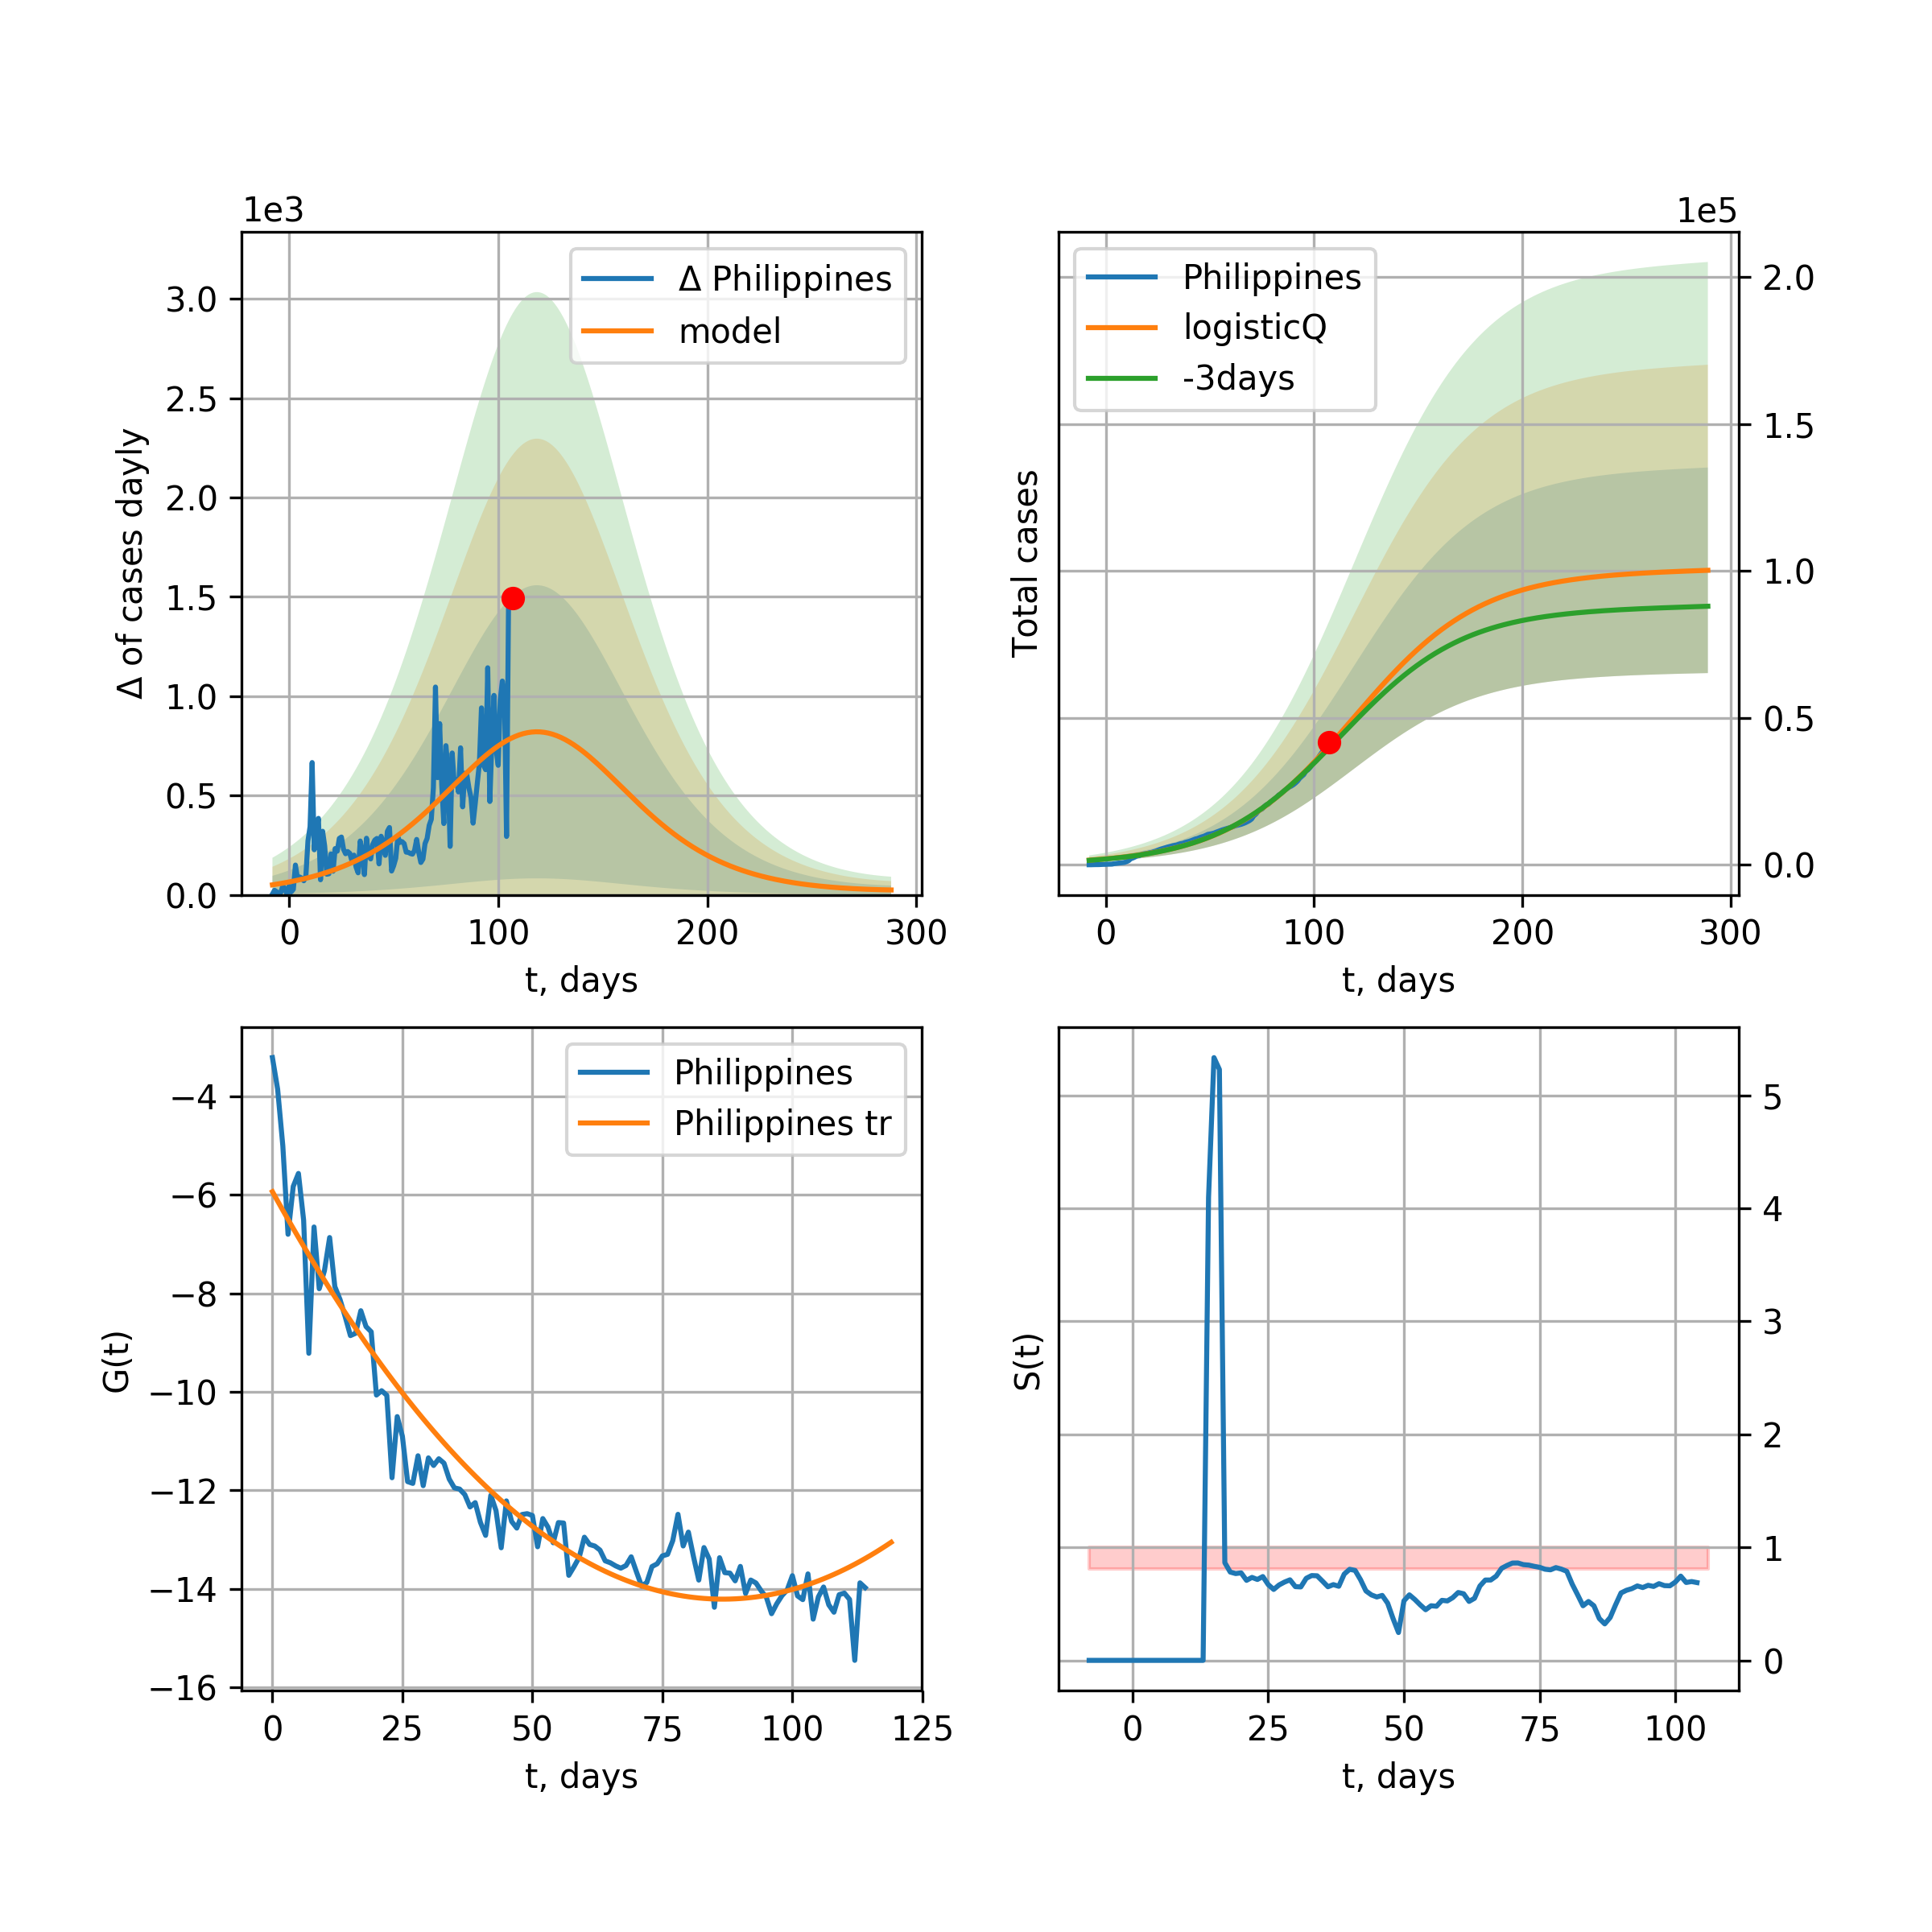 1e3
Δ Philippines
model
3.0
2.5
2.0
1.5
1.0
0.5
0.0
Δ of cases dayly
0 100 200 300
t, days
1e5
Philippines
logisticQ
-3days
2.0
1.5
1.0
0.5
0.0
Total cases
0 100 200 300
t, days
Philippines
Philippines tr
−4
−6
−8
−10
−12
−14
−16
G(t)
0 25 50 75 100 125
t, days
5
4
3
2
1
0
S(t)
0 25 50 75 100
t, days